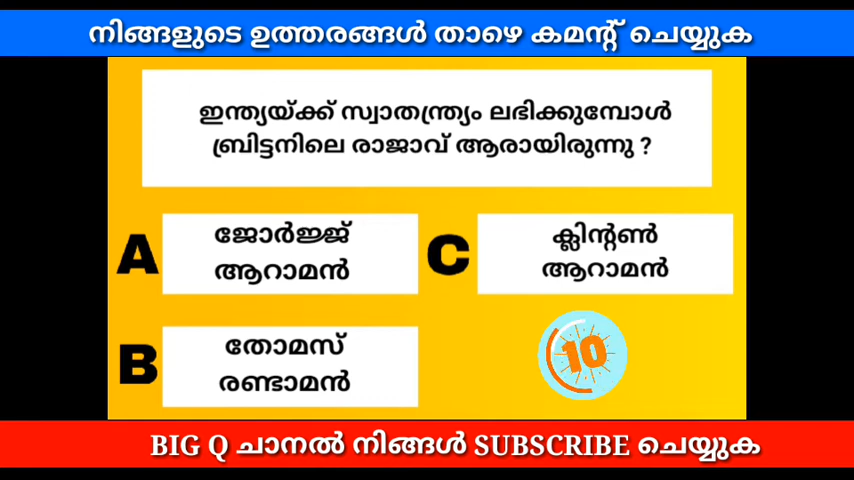 നിങ്ങളുടെ ഉത്തരങ്ങൾ താഴെ കമന്റ് ചെയ്യുക
ഇന്ത്യയ്ക്ക് സ്വാതന്ത്ര്യം ലഭിക്കുമ്പോൾ
ബ്രിട്ടനിലെ രാജാവ് ആരായിരുന്നു ?
A
ജോർജ്ജ്
ആറാമൻ
B
തോമസ്
രണ്ടാമൻ
C
ക്ലിന്റൺ
ആറാമൻ
10
BIG Q ചാനൽ നിങ്ങൾ SUBSCRIBE ചെയ്യുക